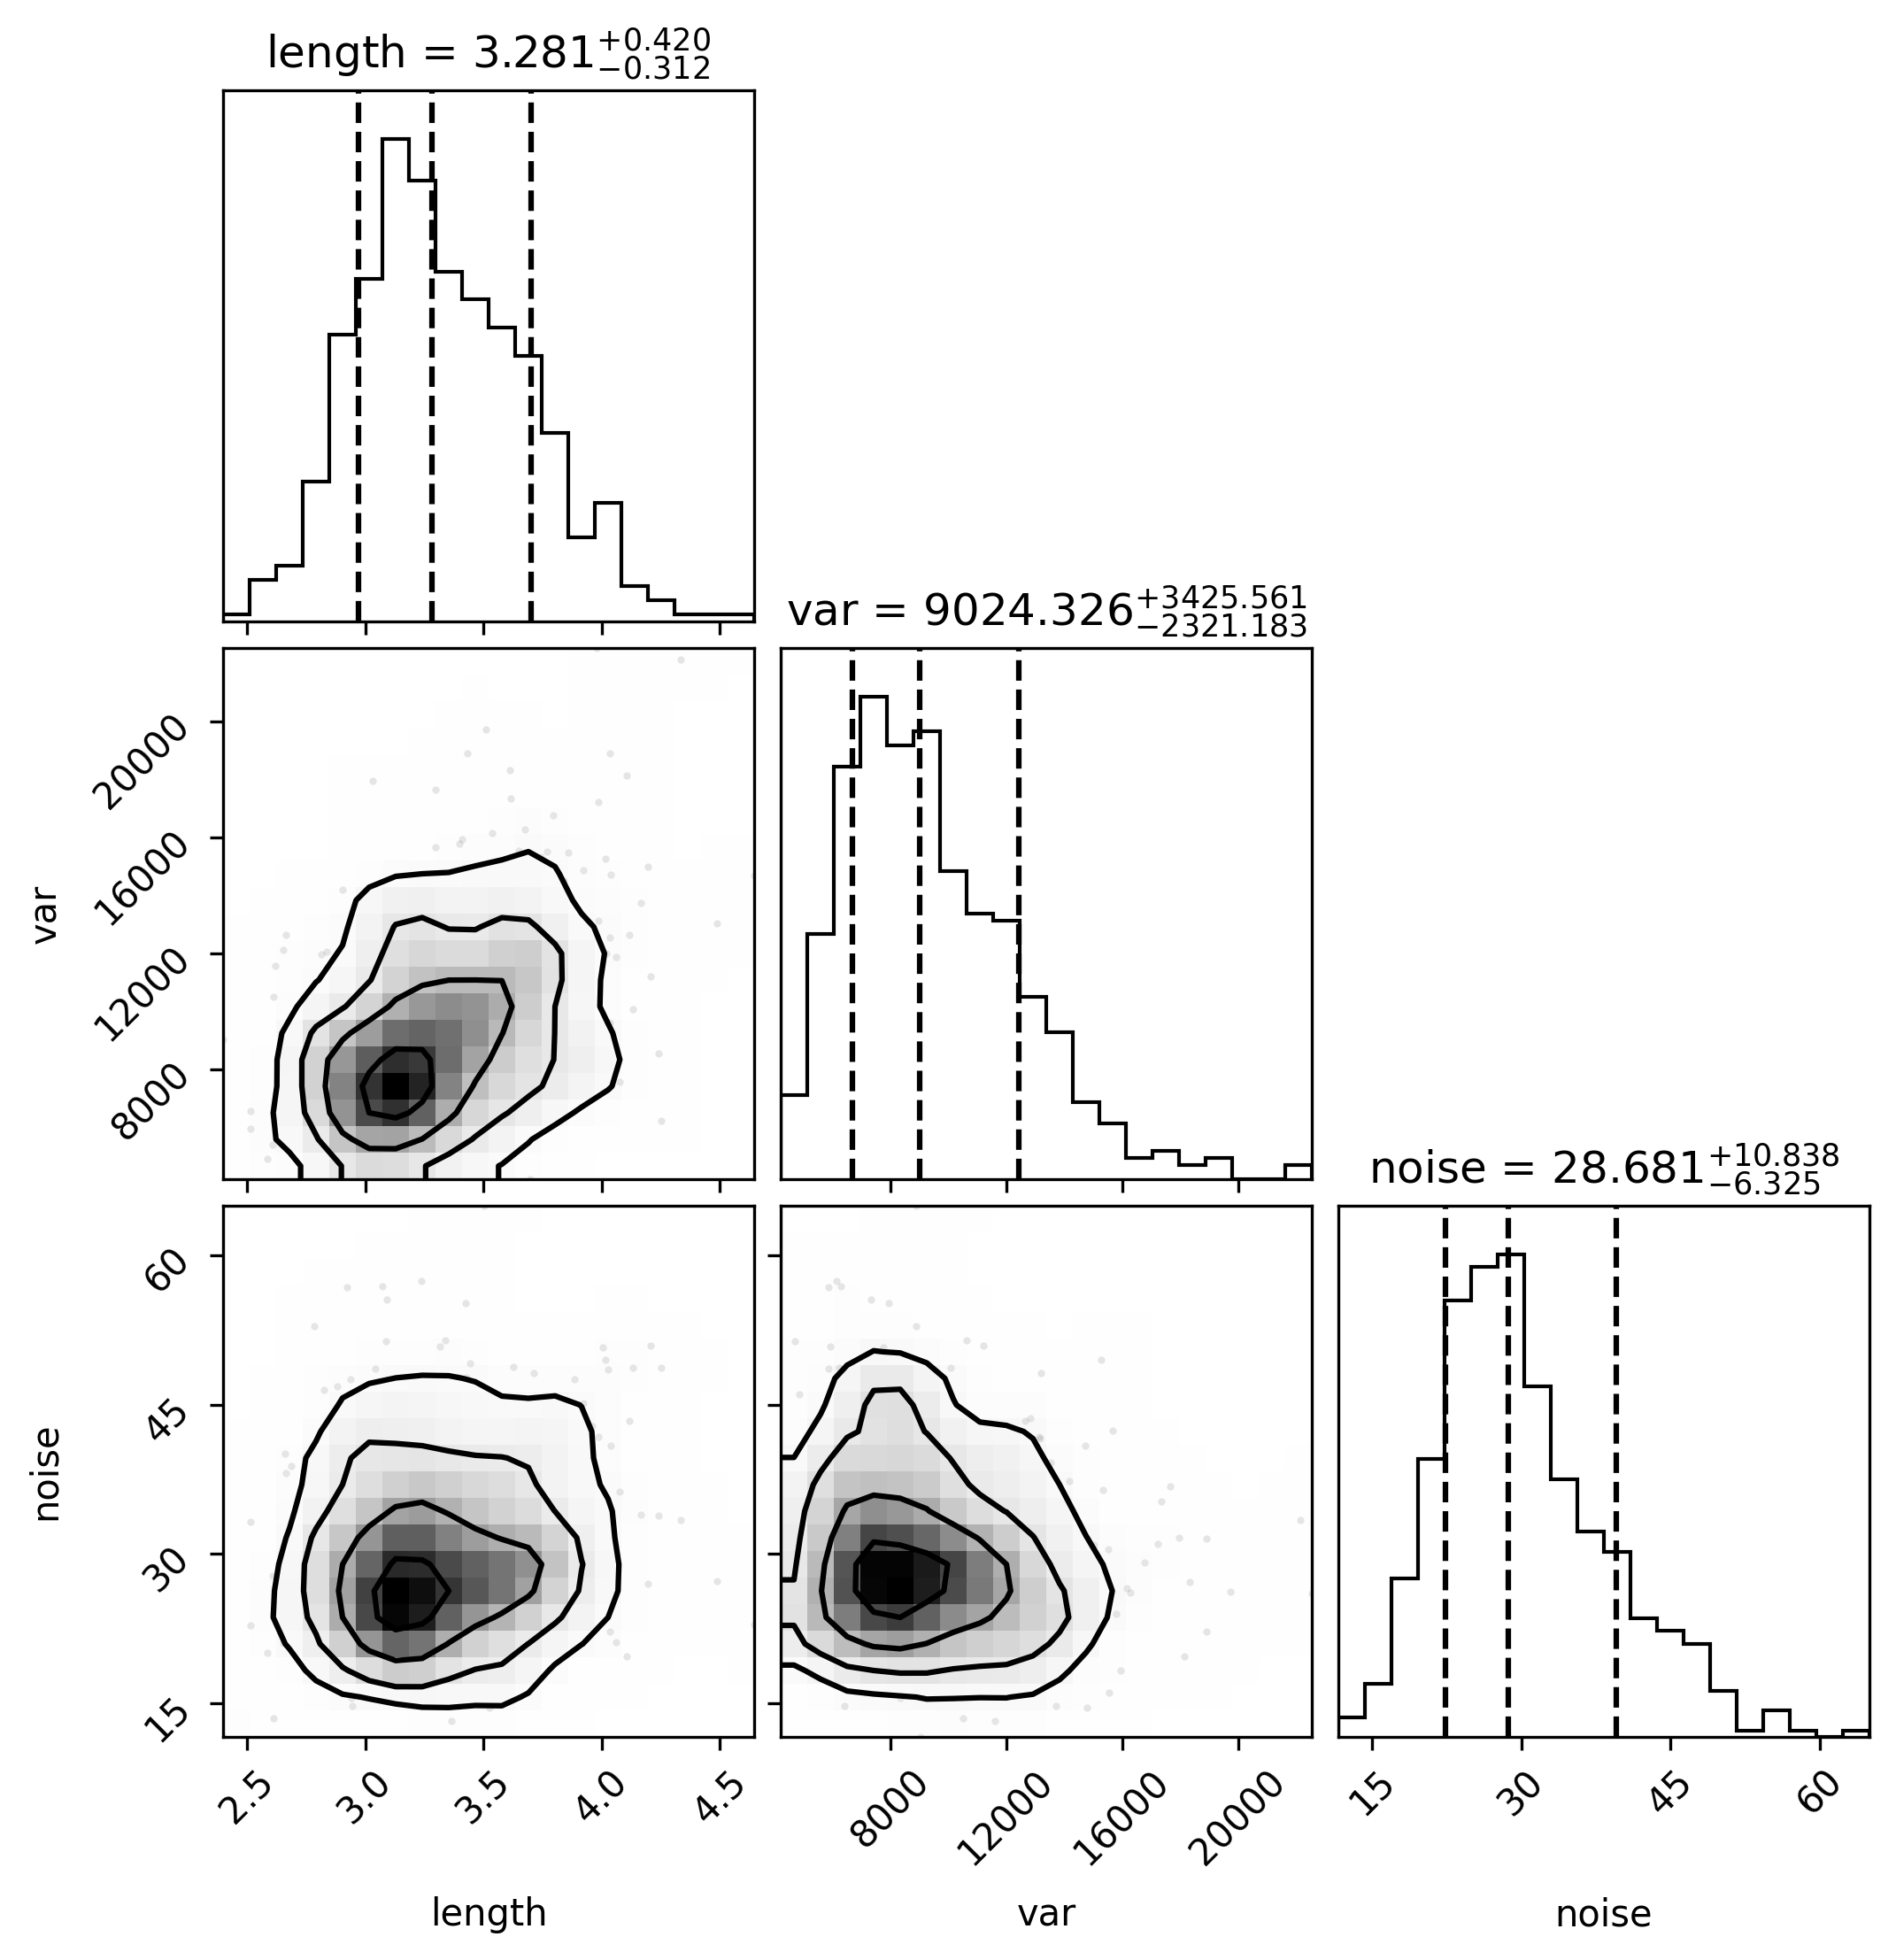 length = 3.281 +0.420 −0.312
var = 9024.326 +3425.561 −2321.183
20000
16000
12000
8000
var
noise = 28.681 +10.838 −6.325
60
45
30
15
noise
2.5 3.0 3.5 4.0 4.5
8000 12000 16000 20000
15 30 45 60
length var noise